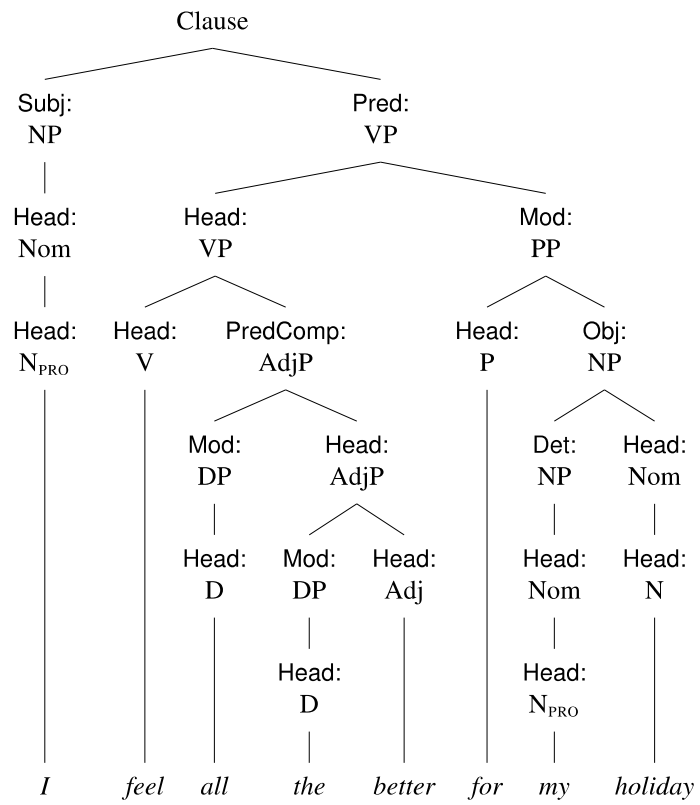 Clause
Subj: Pred:
NP VP
Head: Head: Mod:
Nom VP PP
Head: Head: PredComp: Head: Obj:
N_PRO V AdjP P NP
Mod: Head: Det: Head:
DP AdjP NP Nom
Head: Mod: Head: Head: Head:
D DP Adj Nom N
Head: Head:
D N_PRO
I feel all the better for my holiday